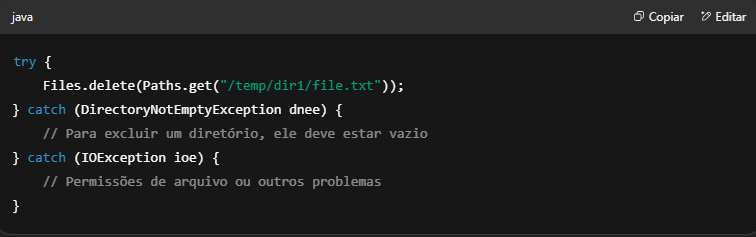 java Copiar Editar
try {
    Files.delete(Paths.get("/temp/dir1/file.txt"));
} catch (DirectoryNotEmptyException dnee) {
    // Para excluir um diretório, ele deve estar vazio
} catch (IOException ioe) {
    // Permissões de arquivo ou outros problemas
}